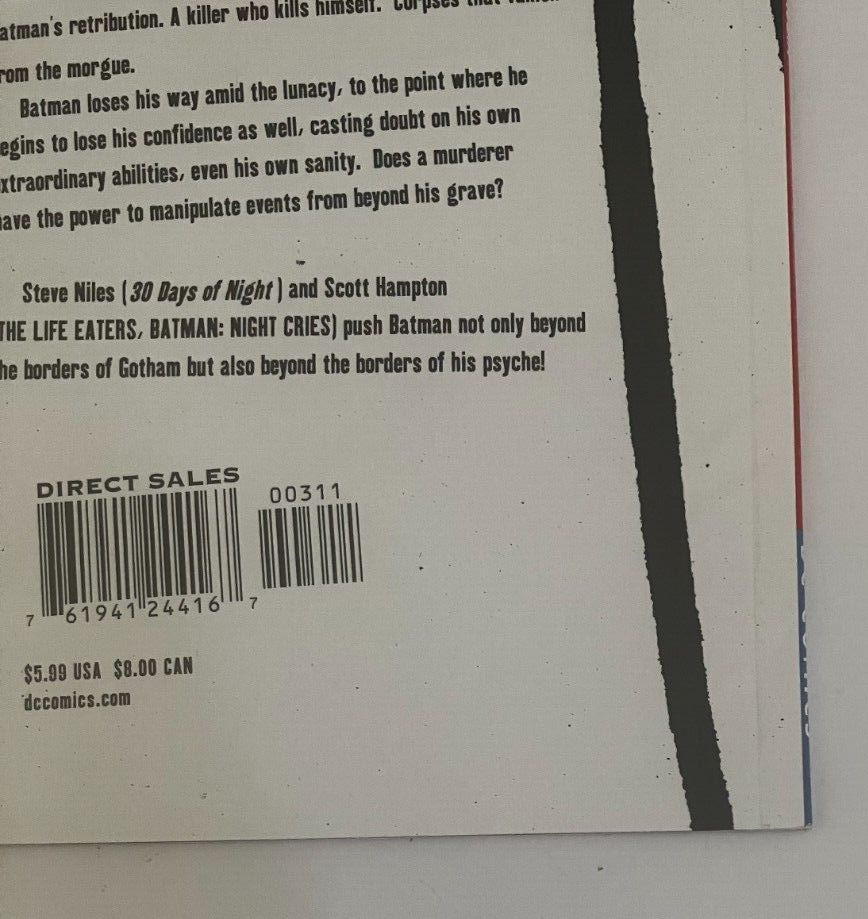 atman's retribution. A killer who kills himself. Corpses that
rom the morgue.
Batman loses his way amid the lunacy, to the point where he
egins to lose his confidence as well, casting doubt on his own
xtraordinary abilities, even his own sanity. Does a murderer
ave the power to manipulate events from beyond his grave?
Steve Niles (30 Days of Night) and Scott Hampton
THE LIFE EATERS, BATMAN: NIGHT CRIES) push Batman not only beyond
he borders of Gotham but also beyond the borders of his psyche!
DIRECT SALES
00311
7 61941 24416 7
$5.99 USA $8.00 CAN
dccomics.com